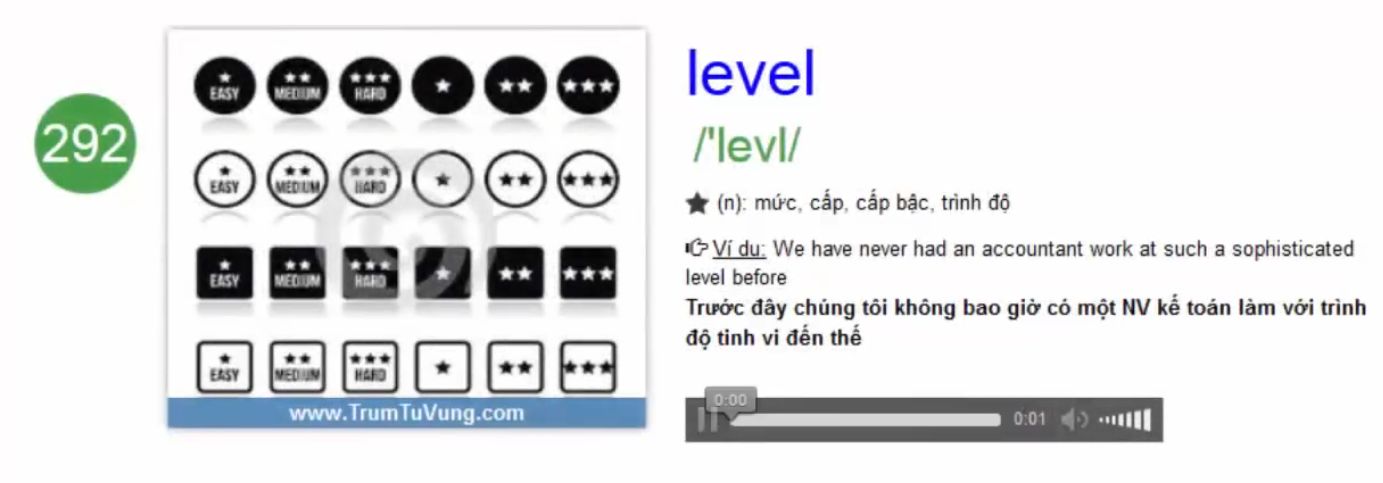 292
★ EASY ★★ MEDIUM ★★★ HARD ★ ★★ ★★★
★ EASY ★★ MEDIUM ★★★ HARD ★ ★★ ★★★
★ EASY ★★ MEDIUM ★★★ HARD ★ ★★ ★★★
★ EASY ★★ MEDIUM ★★★ HARD ★ ★★ ★★★
www.TrumTuVung.com
level
/'levl/
★ (n): mức, cấp, cấp bậc, trình độ
Ví du: We have never had an accountant work at such a sophisticated
level before
Trước đây chúng tôi không bao giờ có một NV kế toán làm với trình
độ tinh vi đến thế
0:00
0:01